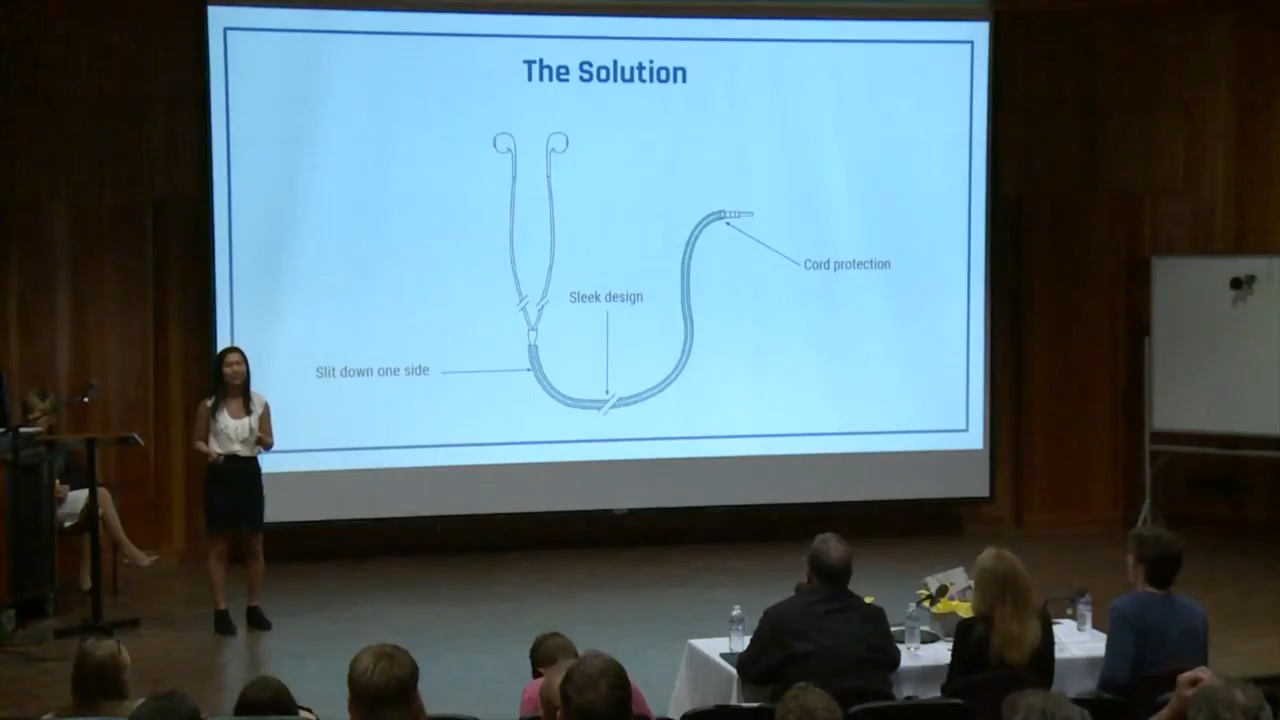 The Solution
Cord protection
Sleek design
Slit down one side